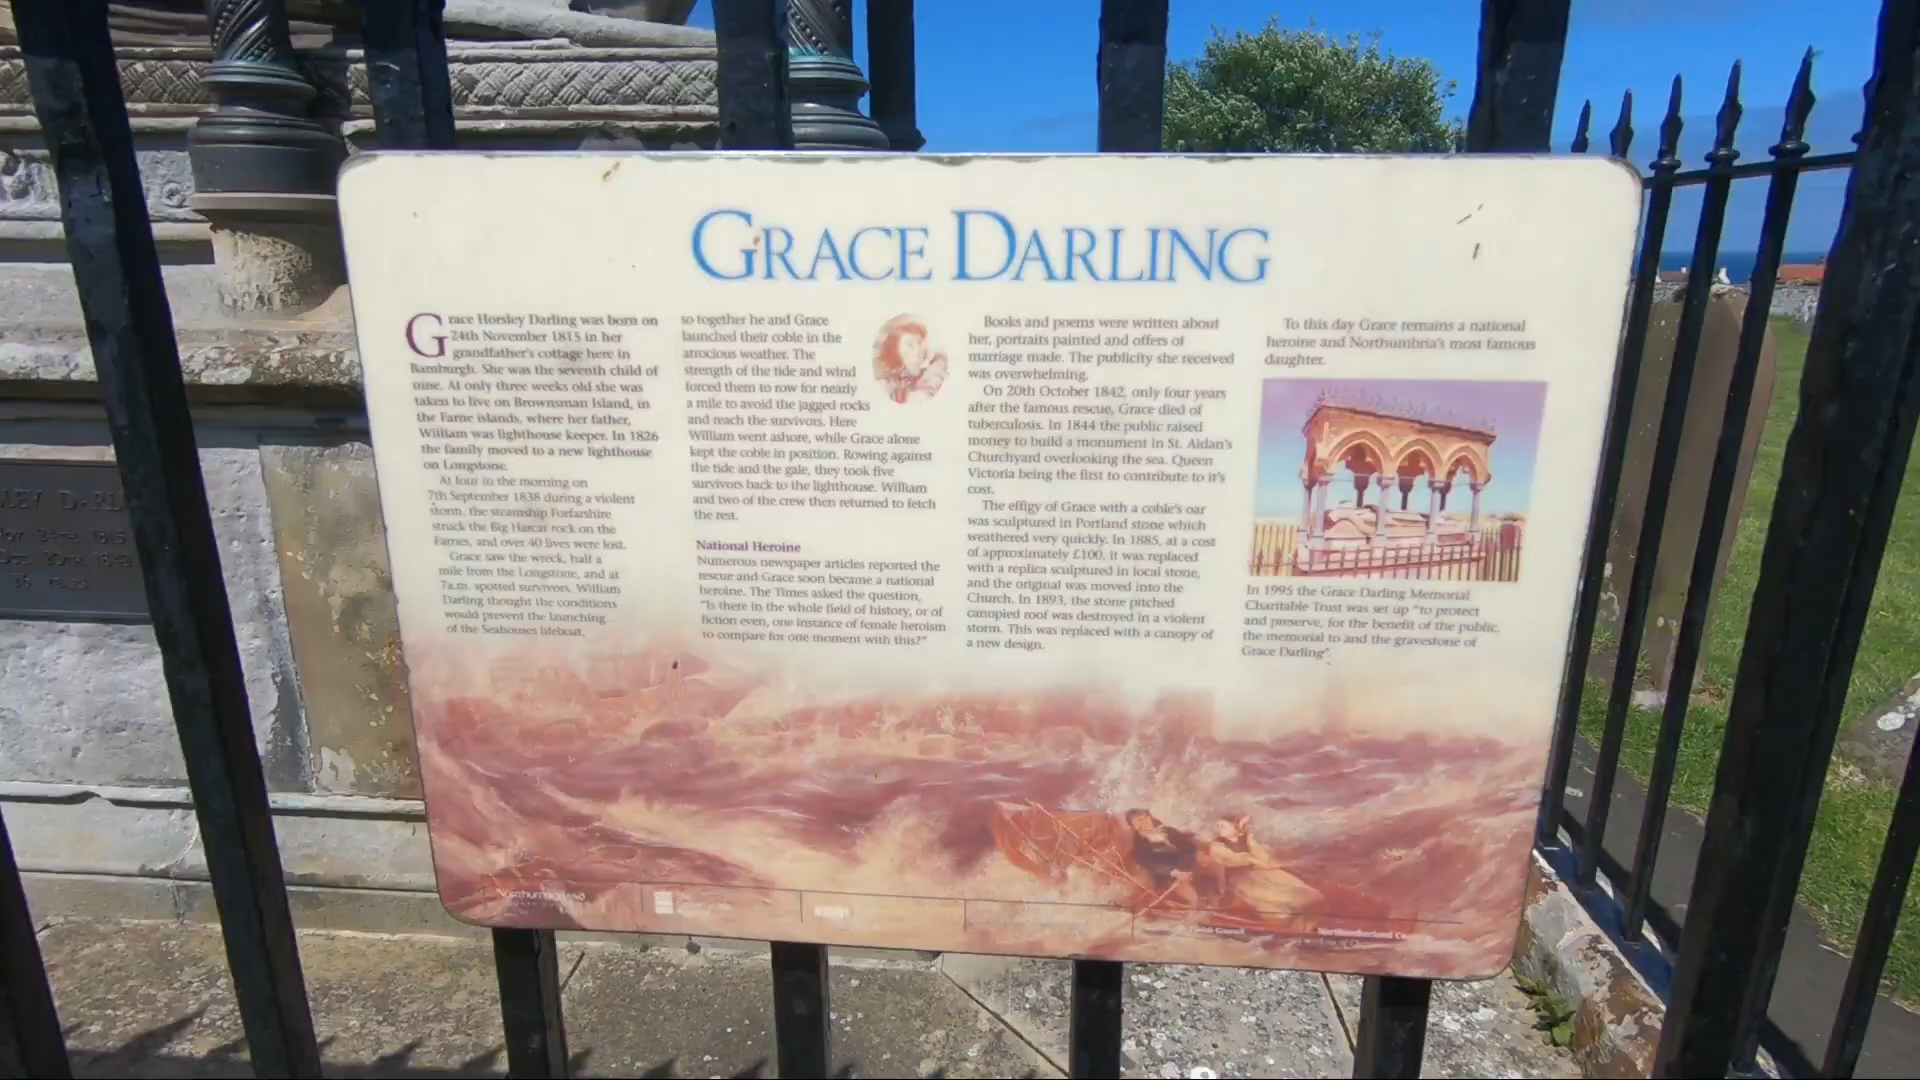 GRACE DARLING
Grace Horsley Darling was born on
24th November 1815 in her
grandfather's cottage here in
Bamburgh. She was the seventh child of
nine. At only three weeks old she was
taken to live on Brownsman Island, in
the Farne islands, where her father,
William was lighthouse keeper. In 1826
the family moved to a new lighthouse
on Longstone.
At four in the morning on
7th September 1838 during a violent
storm, the steamship Forfarshire
struck the Big Harcar rock on the
Farnes, and over 40 lives were lost.
Grace saw the wreck, half a
mile from the Longstone, and at
7a.m. spotted survivors. William
Darling thought the conditions
would prevent the launching
of the Seahouses lifeboat,
so together he and Grace
launched their coble in the
atrocious weather. The
strength of the tide and wind
forced them to row for nearly
a mile to avoid the jagged rocks
and reach the survivors. Here
William went ashore, while Grace alone
kept the coble in position. Rowing against
the tide and the gale, they took five
survivors back to the lighthouse. William
and two of the crew then returned to fetch
the rest.
National Heroine
Numerous newspaper articles reported the
rescue and Grace soon became a national
heroine. The Times asked the question,
"Is there in the whole field of history, or of
fiction even, one instance of female heroism
to compare for one moment with this?"
Books and poems were written about
her, portraits painted and offers of
marriage made. The publicity she received
was overwhelming.
On 20th October 1842, only four years
after the famous rescue, Grace died of
tuberculosis. In 1844 the public raised
money to build a monument in St. Aidan's
Churchyard overlooking the sea. Queen
Victoria being the first to contribute to it's
cost.
The effigy of Grace with a coble's oar
was sculptured in Portland stone which
weathered very quickly. In 1885, at a cost
of approximately £100, it was replaced
with a replica sculptured in local stone,
and the original was moved into the
Church. In 1893, the stone pitched
canopied roof was destroyed in a violent
storm. This was replaced with a canopy of
a new design.
To this day Grace remains a national
heroine and Northumbria's most famous
daughter.
In 1995 the Grace Darling Memorial
Charitable Trust was set up "to protect
and preserve, for the benefit of the public,
the memorial to and the gravestone of
Grace Darling".
Parish Council